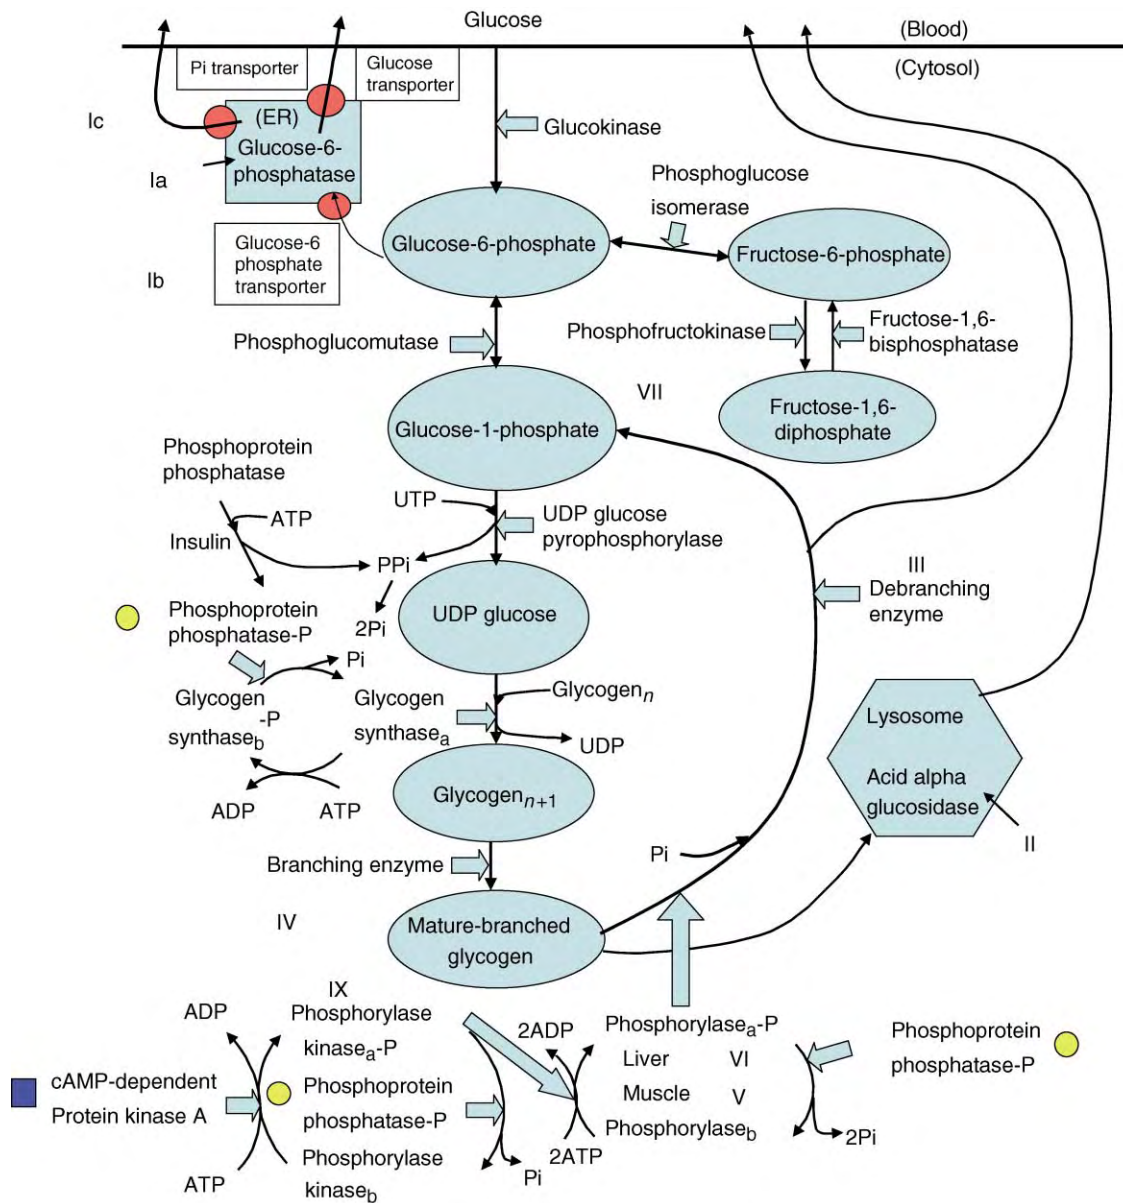 Glucose
(Blood)
(Cytosol)
Pi transporter
Glucose
transporter
Ic
(ER)
Glucose-6-
phosphatase
Ia
Glucokinase
Phosphoglucose
isomerase
Glucose-6-phosphate
Fructose-6-phosphate
Glucose-6
phosphate
transporter
Ib
Phosphoglucomutase
Phosphofructokinase
Fructose-1,6-
bisphosphatase
VII
Glucose-1-phosphate
Fructose-1,6-
diphosphate
Phosphoprotein
phosphatase
UTP
ATP
Insulin
UDP glucose
pyrophosphorylase
PPi
III
Debranching
enzyme
Phosphoprotein
phosphatase-P
2Pi
UDP glucose
Pi
Glycogen
-P
synthaseb
Glycogen
synthasea
Glycogenn
UDP
Lysosome
Acid alpha
glucosidase
II
ADP
ATP
Glycogenn+1
Branching enzyme
Pi
IV
Mature-branched
glycogen
IX
ADP
Phosphorylase
kinasea-P
2ADP
Phosphorylasea-P
Liver VI
Muscle V
Phosphorylaseb
Phosphoprotein
phosphatase-P
cAMP-dependent
Protein kinase A
Phosphoprotein
phosphatase-P
ATP
Phosphorylase
kinaseb
Pi
2ATP
2Pi